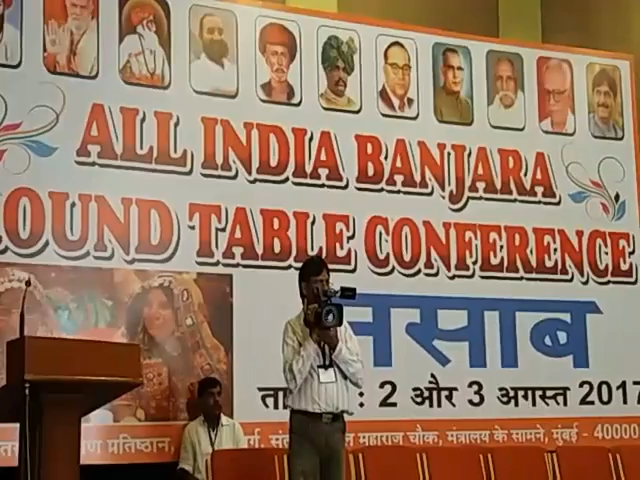 ALL INDIA BANJARA
ROUND TABLE CONFERENCE
नसाब
: 2 और 3 अगस्त 2017
प्रतिष्ठान, महाराज चौक, मंत्रालय के सामने, मुंबई - 40000